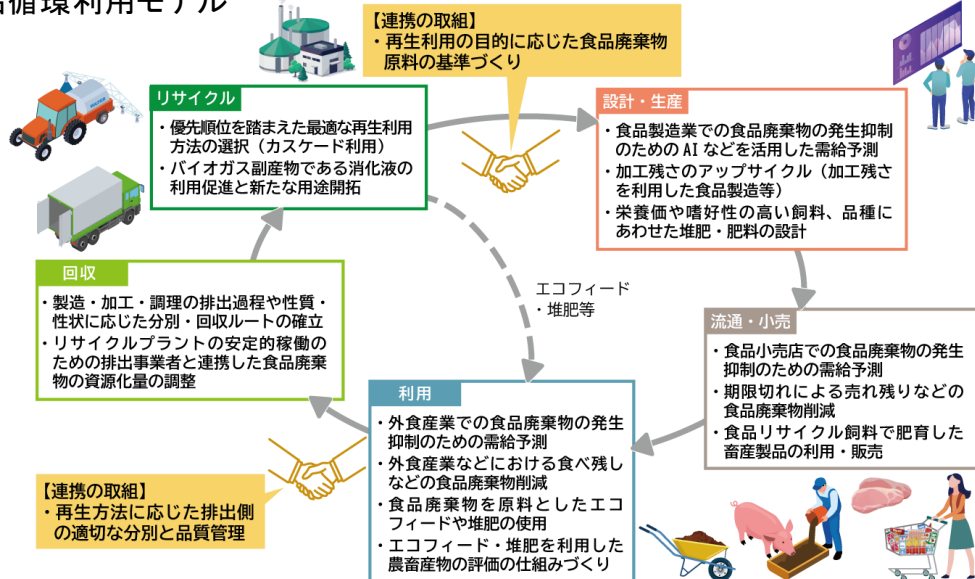 循環利用モデル
【連携の取組】
・再生利用の目的に応じた食品廃棄物
原料の基準づくり
リサイクル
・優先順位を踏まえた最適な再生利用
方法の選択（カスケード利用）
・バイオガス副産物である消化液の
利用促進と新たな用途開拓
設計・生産
・食品製造業での食品廃棄物の発生抑制
のための AI などを活用した需給予測
・加工残さのアップサイクル（加工残さ
を利用した食品製造等）
・栄養価や嗜好性の高い飼料、品種に
あわせた堆肥・肥料の設計
回収
・製造・加工・調理の排出過程や性質・
性状に応じた分別・回収ルートの確立
・リサイクルプラントの安定的稼働の
ための排出事業者と連携した食品廃棄
物の資源化量の調整
エコフィード
・堆肥等
流通・小売
・食品小売店での食品廃棄物の発生
抑制のための需給予測
・期限切れによる売れ残りなどの
食品廃棄物削減
・食品リサイクル飼料で肥育した
畜産製品の利用・販売
利用
・外食産業での食品廃棄物の発生
抑制のための需給予測
・外食産業などにおける食べ残し
などの食品廃棄物削減
・食品廃棄物を原料としたエコ
フィードや堆肥の使用
・エコフィード・堆肥を利用した
農畜産物の評価の仕組みづくり
【連携の取組】
・再生方法に応じた排出側
の適切な分別と品質管理